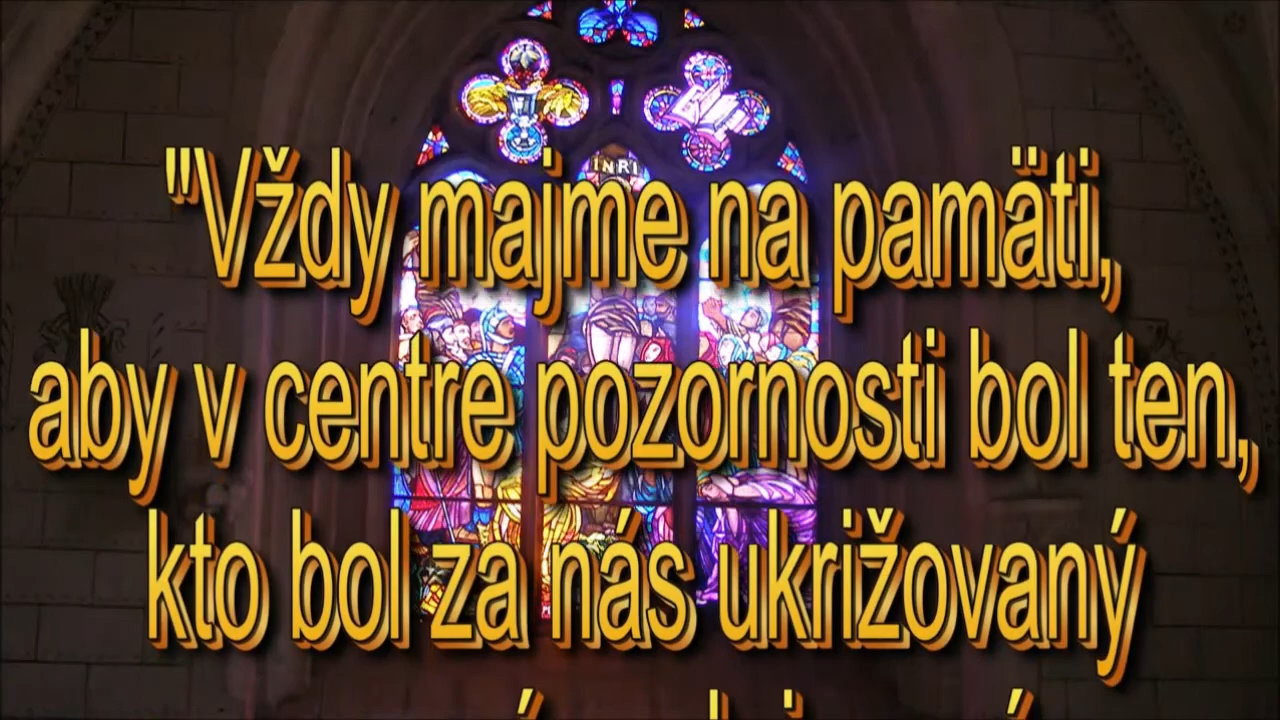 INRI
"Vždy majme na pamäti,
aby v centre pozornosti bol ten,
kto bol za nás ukrižovaný